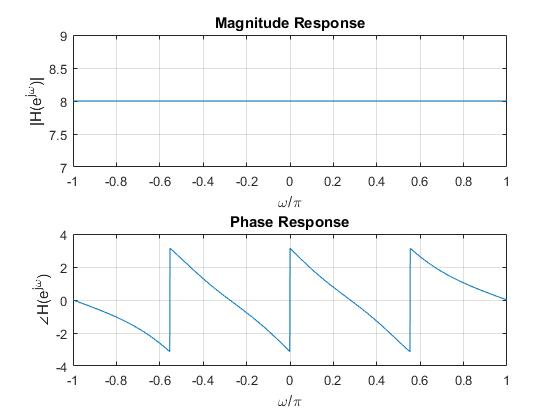 Magnitude Response
9
8.5
8
7.5
7
|H(e^{jω})|
-1 -0.8 -0.6 -0.4 -0.2 0 0.2 0.4 0.6 0.8 1
ω/π
Phase Response
4
2
0
-2
-4
∠H(e^{jω})
-1 -0.8 -0.6 -0.4 -0.2 0 0.2 0.4 0.6 0.8 1
ω/π